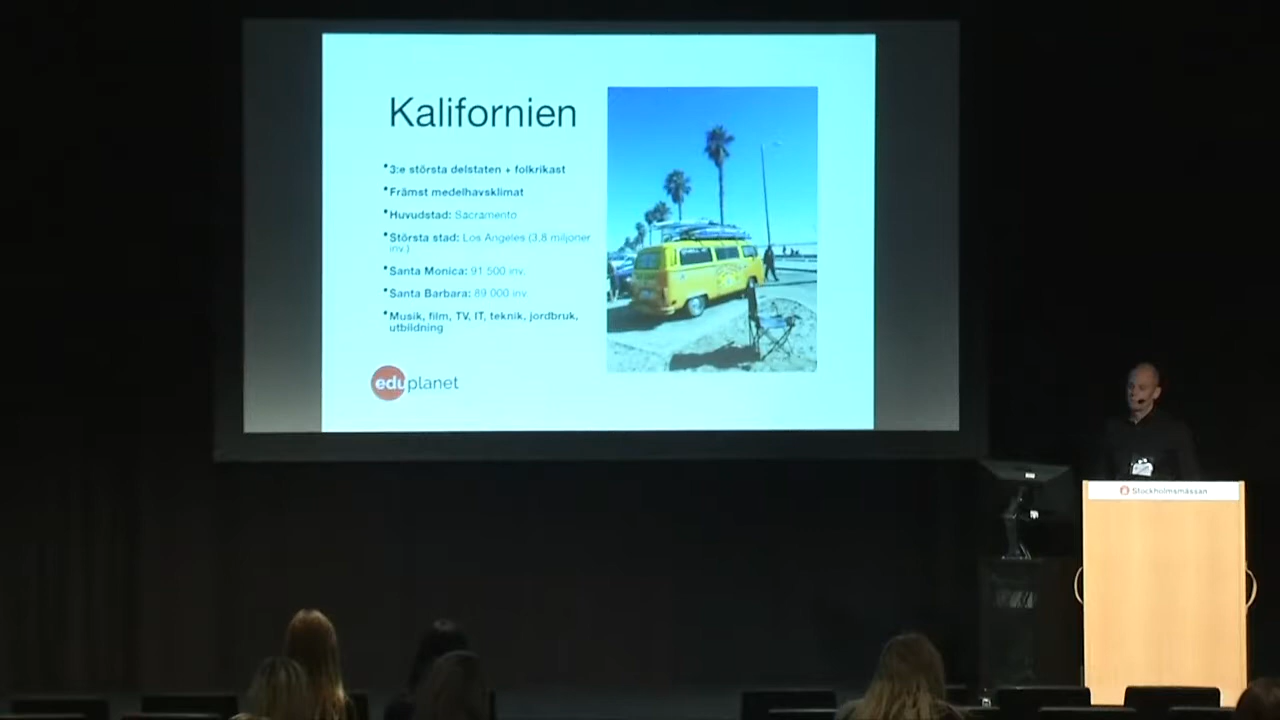 Kalifornien
•3:e största delstaten + folkrikast
•Främst medelhavsklimat
•Huvudstad: Sacramento
•Största stad: Los Angeles (3,8 miljoner
inv.)
•Santa Monica: 91 500 inv.
•Santa Barbara: 89 000 inv.
•Musik, film, TV, IT, teknik, jordbruk,
utbildning
eduplanet
Stockholmsmässan